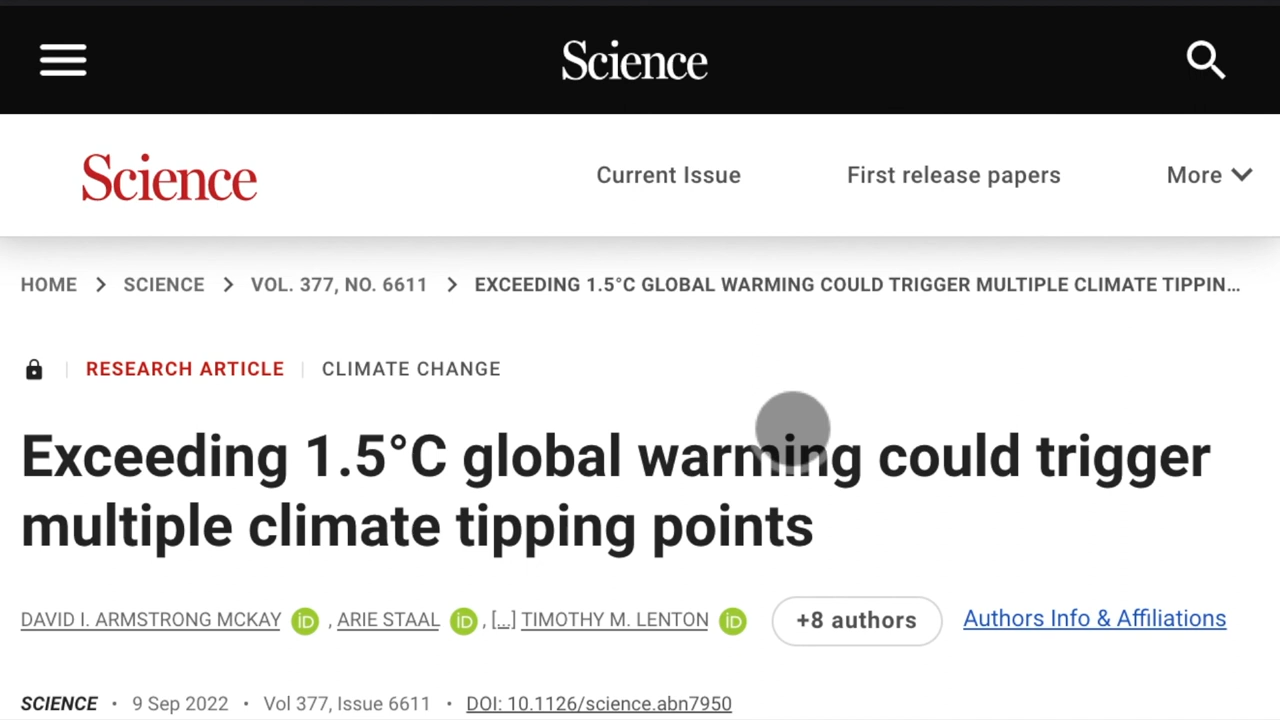 Science
Science Current Issue First release papers More
HOME > SCIENCE > VOL. 377, NO. 6611 > EXCEEDING 1.5°C GLOBAL WARMING COULD TRIGGER MULTIPLE CLIMATE TIPPIN...
RESEARCH ARTICLE | CLIMATE CHANGE
Exceeding 1.5°C global warming could trigger
multiple climate tipping points
DAVID I. ARMSTRONG MCKAY iD , ARIE STAAL iD , [...] TIMOTHY M. LENTON iD +8 authors Authors Info & Affiliations
SCIENCE • 9 Sep 2022 • Vol 377, Issue 6611 • DOI: 10.1126/science.abn7950